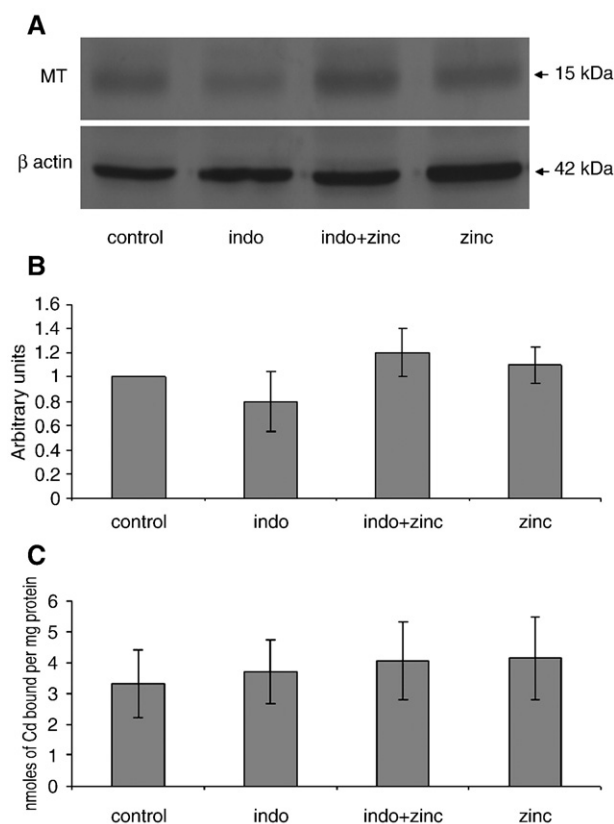 A
MT
← 15 kDa
β actin
← 42 kDa
control indo indo+zinc zinc
B
Arbitrary units
1.6
1.4
1.2
1
0.8
0.6
0.4
0.2
0
control indo indo+zinc zinc
C
nmoles of Cd bound per mg protein
6
5
4
3
2
1
0
control indo indo+zinc zinc